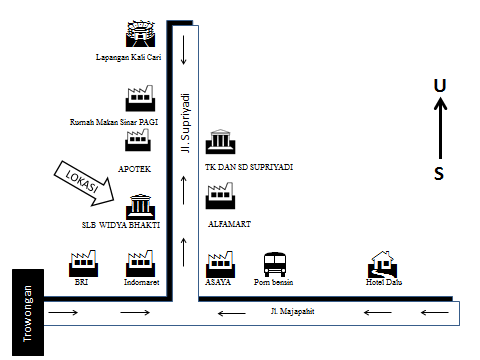 Lapangan Kali Cari
Rumah Makan Sinar PAGI
APOTEK
LOKASI
SLB WIDYA BHAKTI
BRI
Indomaret
Trowongan
Jl. Supriyadi
TK DAN SD SUPRIYADI
ALFAMART
ASAYA
Pom bensin
Hotel Dalu
Jl. Majapahit
U
S